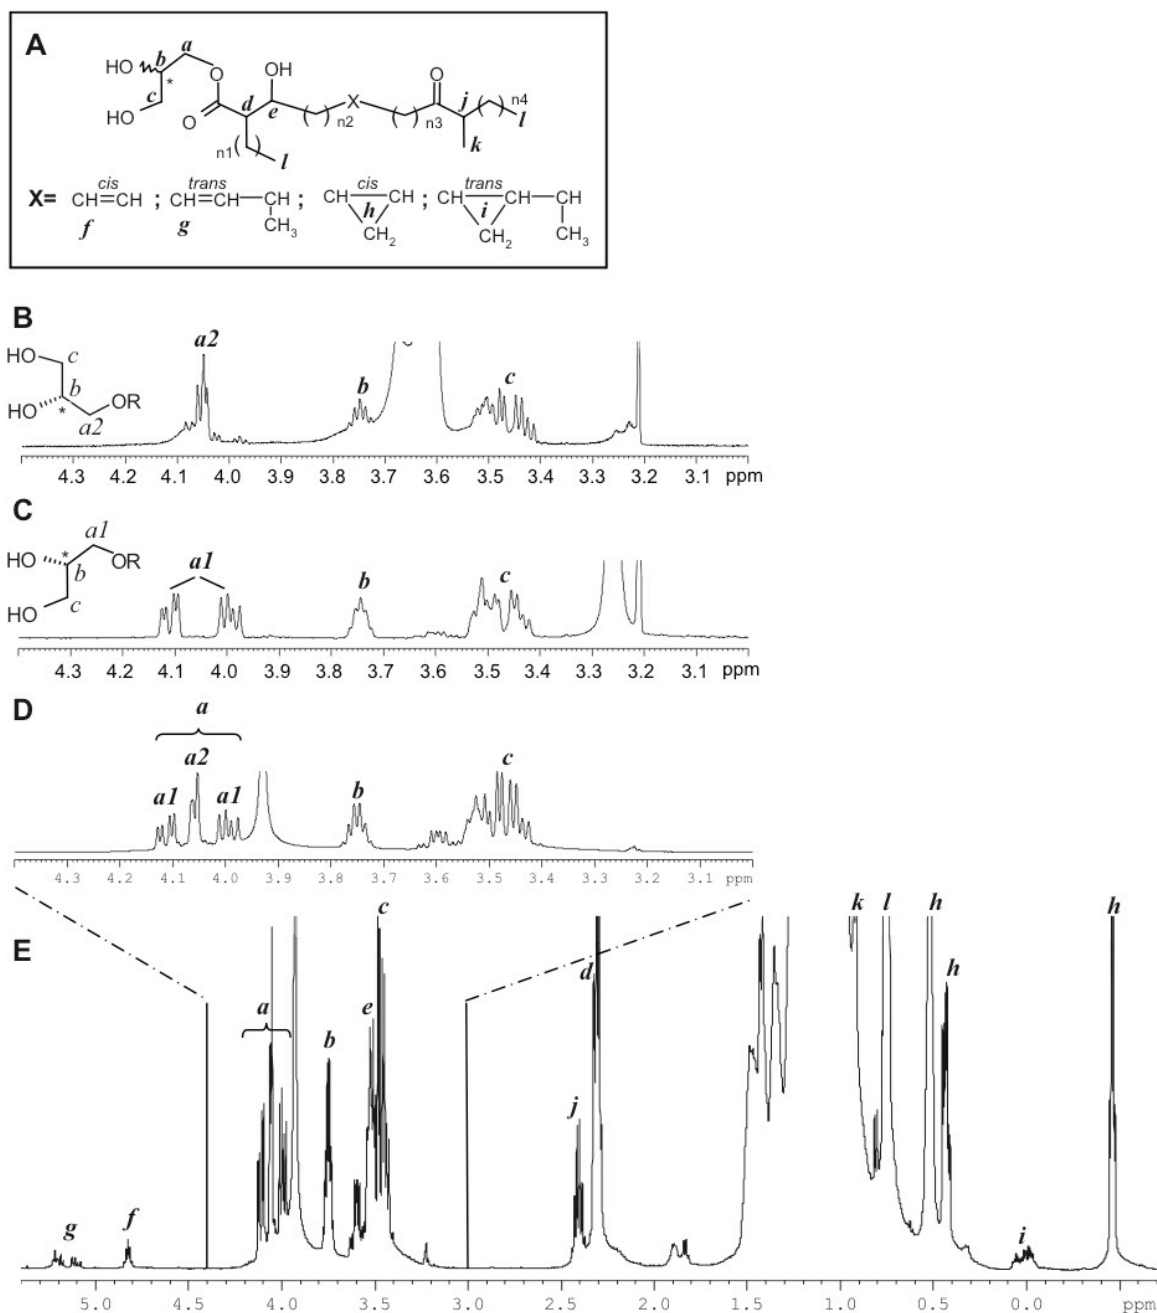 A
HO b a
*
c
HO
O
OH
O
d e
O
n1 l
n2
X
n3
O
j n4
l
k
cis trans cis trans
X= CH=CH ; CH=CH-CH ; CH CH ; CH CH-CH
f g CH3 h CH2 i CH2 CH3
B
HO c
b
HO * OR
a2
a2
b
c
4.3 4.2 4.1 4.0 3.9 3.8 3.7 3.6 3.5 3.4 3.3 3.2 3.1 ppm
C
a1
HO * OR
b
HO c
a1
b
c
4.3 4.2 4.1 4.0 3.9 3.8 3.7 3.6 3.5 3.4 3.3 3.2 3.1 ppm
D
a
a2
a1 a1
b
c
4.3 4.2 4.1 4.0 3.9 3.8 3.7 3.6 3.5 3.4 3.3 3.2 3.1 ppm
E
c k l h h
a e d h
b
j
g f i
5.0 4.5 4.0 3.5 3.0 2.5 2.0 1.5 1.0 0.5 0.0 ppm